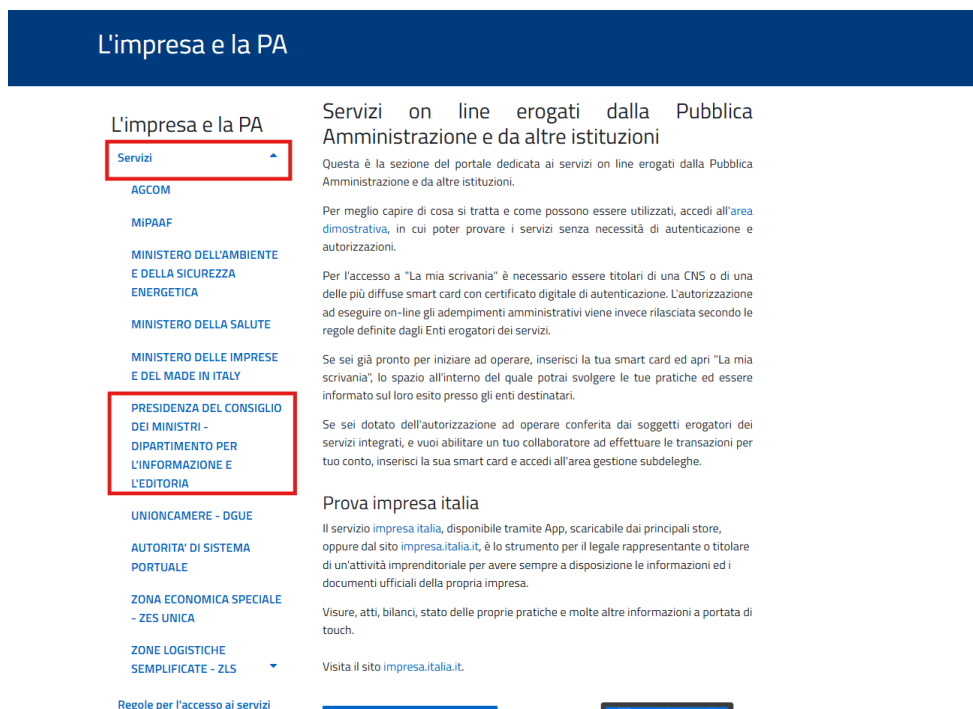 L'impresa e la PA
L'impresa e la PA
Servizi
AGCOM
MiPAAF
MINISTERO DELL'AMBIENTE
E DELLA SICUREZZA
ENERGETICA
MINISTERO DELLA SALUTE
MINISTERO DELLE IMPRESE
E DEL MADE IN ITALY
PRESIDENZA DEL CONSIGLIO
DEI MINISTRI -
DIPARTIMENTO PER
L'INFORMAZIONE E
L'EDITORIA
UNIONCAMERE - DGUE
AUTORITA' DI SISTEMA
PORTUALE
ZONA ECONOMICA SPECIALE
- ZES UNICA
ZONE LOGISTICHE
SEMPLIFICATE - ZLS
Regole per l'accesso ai servizi
Servizi on line erogati dalla Pubblica
Amministrazione e da altre istituzioni
Questa è la sezione del portale dedicata ai servizi on line erogati dalla Pubblica
Amministrazione e da altre istituzioni.
Per meglio capire di cosa si tratta e come possono essere utilizzati, accedi all'area
dimostrativa, in cui poter provare i servizi senza necessità di autenticazione e
autorizzazioni.
Per l'accesso a "La mia scrivania" è necessario essere titolari di una CNS o di una
delle più diffuse smart card con certificato digitale di autenticazione. L'autorizzazione
ad eseguire on-line gli adempimenti amministrativi viene invece rilasciata secondo le
regole definite dagli Enti erogatori dei servizi.
Se sei già pronto per iniziare ad operare, inserisci la tua smart card ed apri "La mia
scrivania", lo spazio all'interno del quale potrai svolgere le tue pratiche ed essere
informato sul loro esito presso gli enti destinatari.
Se sei dotato dell'autorizzazione ad operare conferita dai soggetti erogatori dei
servizi integrati, e vuoi abilitare un tuo collaboratore ad effettuare le transazioni per
tuo conto, inserisci la sua smart card e accedi all'area gestione subdeleghe.
Prova impresa italia
Il servizio impresa italia, disponibile tramite App, scaricabile dai principali store,
oppure dal sito impresa.italia.it, è lo strumento per il legale rappresentante o titolare
di un'attività imprenditoriale per avere sempre a disposizione le informazioni ed i
documenti ufficiali della propria impresa.
Visure, atti, bilanci, stato delle proprie pratiche e molte altre informazioni a portata di
touch.
Visita il sito impresa.italia.it.